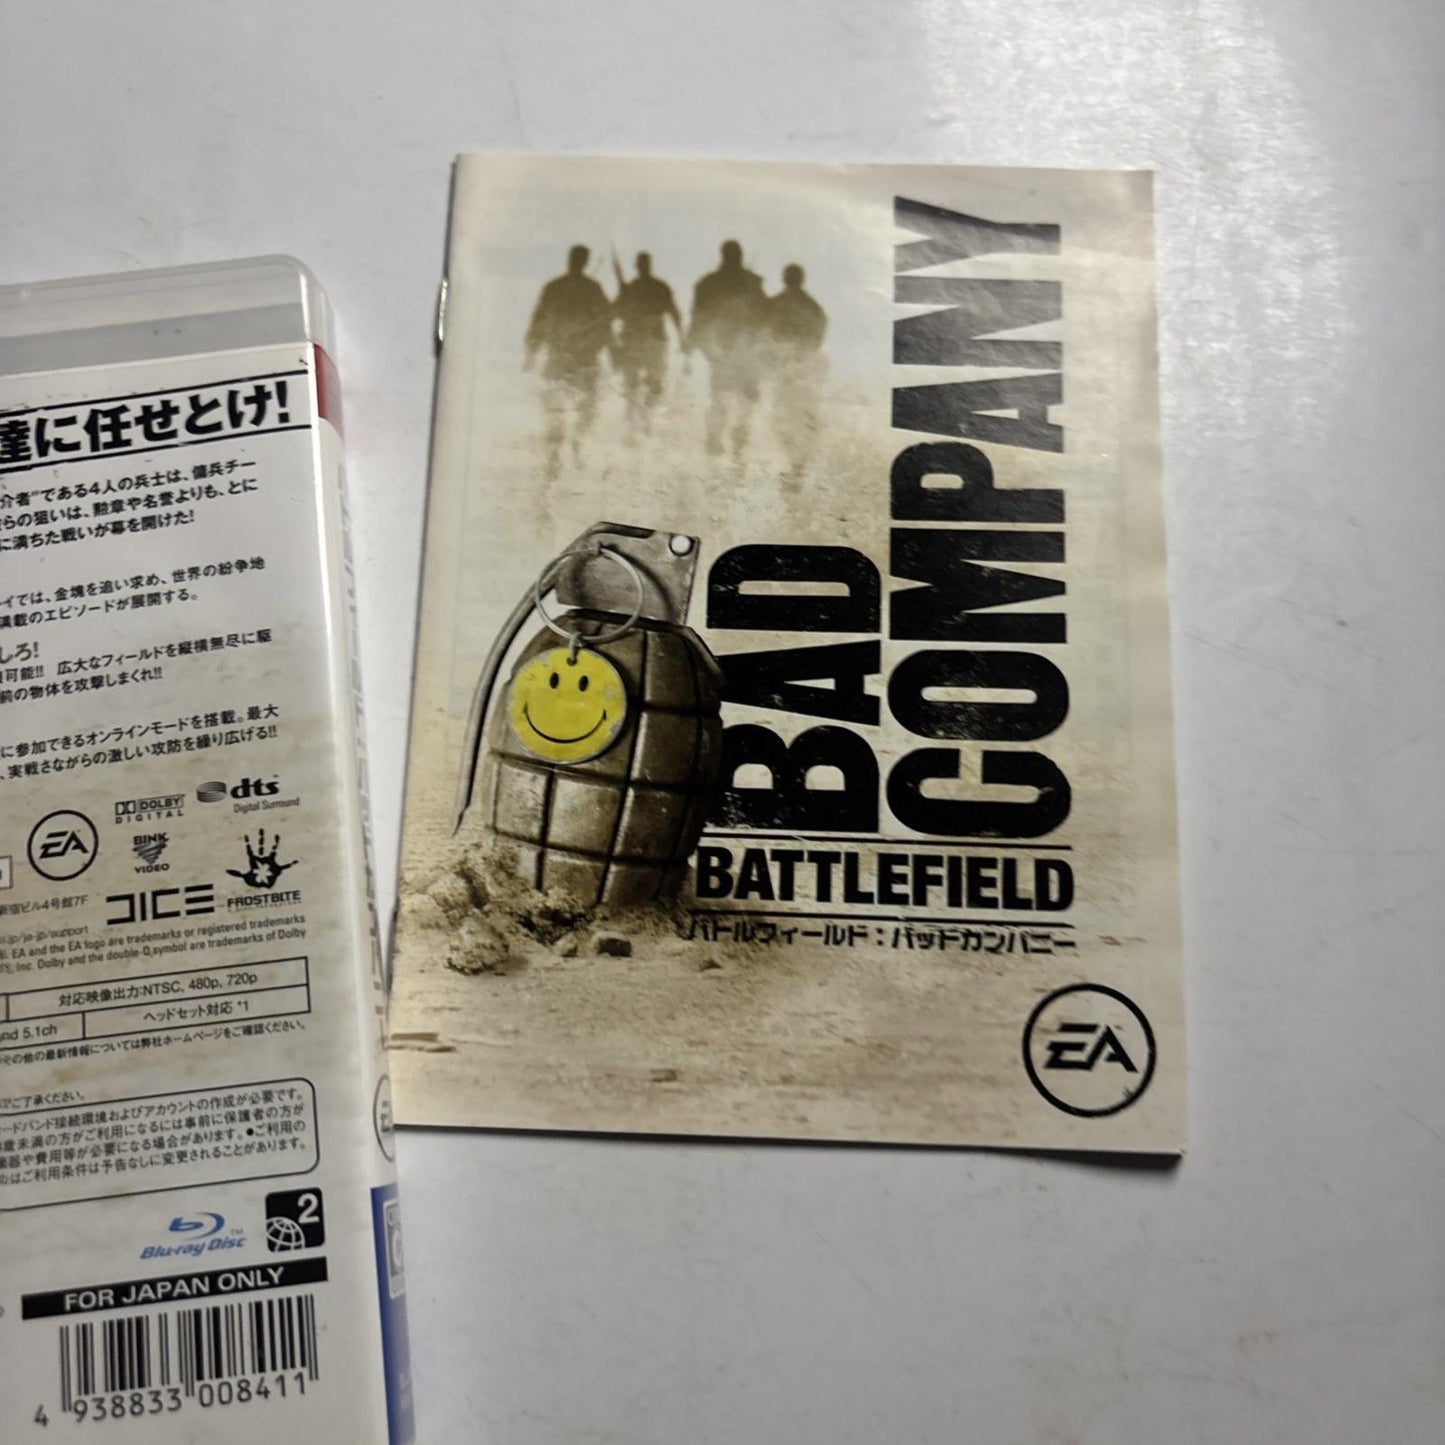 達に任せとけ!
介者"である4人の兵士は、傭兵チー
らの狙いは、勲章や名誉よりも、とに
に満ちた戦いが幕を開けた!
イでは、金塊を追い求め、世界の紛争地
満載のエピソードが展開する。
しろ!
可能!! 広大なフィールドを縦横無尽に駆
前の物体を攻撃しまくれ!!
に参加できるオンラインモードを搭載。最大
、実戦さながらの激しい攻防を繰り広げる!!
EA
DOLBY
DIGITAL
dts
Digital Surround
BINK
VIDEO
DICE
FROSTBITE
新宿ビル4号館7F
.jp/ja-jp/support
EA and the EA logo are trademarks or registered trademarks
Inc. Dolby and the double-D symbol are trademarks of Dolby
対応映像出力:NTSC, 480p, 720p
nd 5.1ch
ヘッドセット対応 *1
その他の最新情報については弊社ホームページをご確認ください。
ご了承ください。
ードバンド接続環境およびアカウントの作成が必要です。
歳未満の方がご利用になるには事前に保護者の方が
機器や費用等が必要になる場合があります。●ご利用の
はご利用条件は予告なしに変更されることがあります。
Blu-ray Disc™
2
FOR JAPAN ONLY
4 938833 008411
BAD
COMPANY
BATTLEFIELD
バトルフィールド：バッドカンパニー
EA